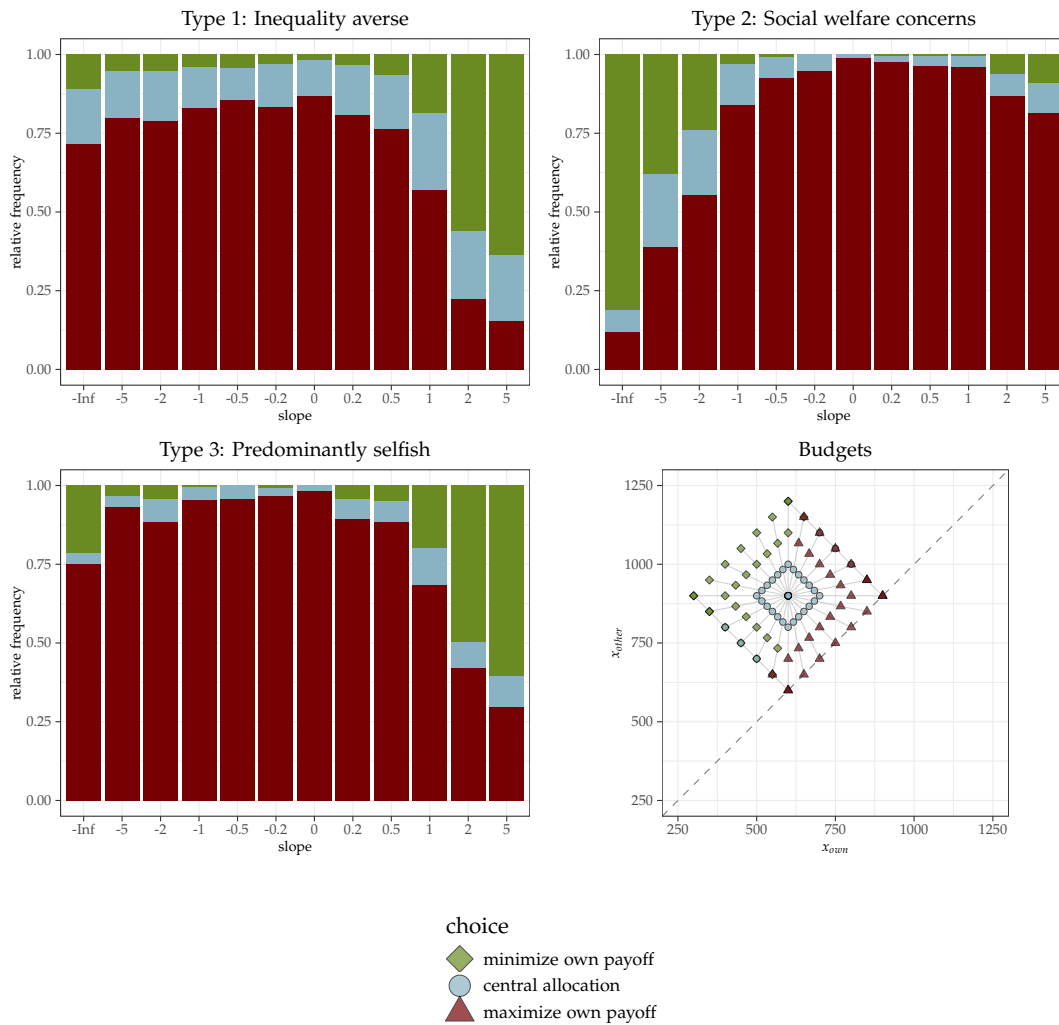 Type 1: Inequality averse
relative frequency
1.00
0.75
0.50
0.25
0.00
-Inf -5 -2 -1 -0.5 -0.2 0 0.2 0.5 1 2 5
slope
Type 2: Social welfare concerns
relative frequency
1.00
0.75
0.50
0.25
0.00
-Inf -5 -2 -1 -0.5 -0.2 0 0.2 0.5 1 2 5
slope
Type 3: Predominantly selfish
relative frequency
1.00
0.75
0.50
0.25
0.00
-Inf -5 -2 -1 -0.5 -0.2 0 0.2 0.5 1 2 5
slope
Budgets
x_other
1250
1000
750
500
250
250 500 750 1000 1250
x_own
choice
minimize own payoff
central allocation
maximize own payoff